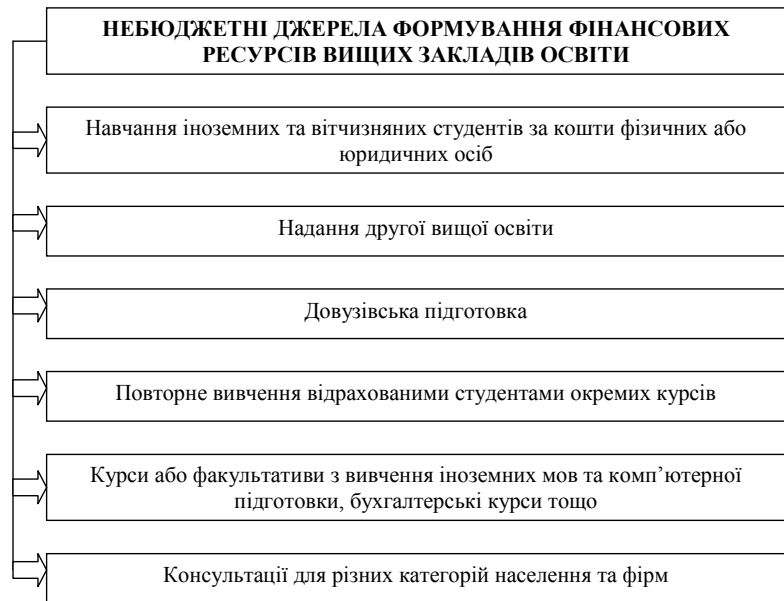 НЕБЮДЖЕТНІ ДЖЕРЕЛА ФОРМУВАННЯ ФІНАНСОВИХ
РЕСУРСІВ ВИЩИХ ЗАКЛАДІВ ОСВІТИ
Навчання іноземних та вітчизняних студентів за кошти фізичних або
юридичних осіб
Надання другої вищої освіти
Довузівська підготовка
Повторне вивчення відрахованими студентами окремих курсів
Курси або факультативи з вивчення іноземних мов та комп’ютерної
підготовки, бухгалтерські курси тощо
Консультації для різних категорій населення та фірм